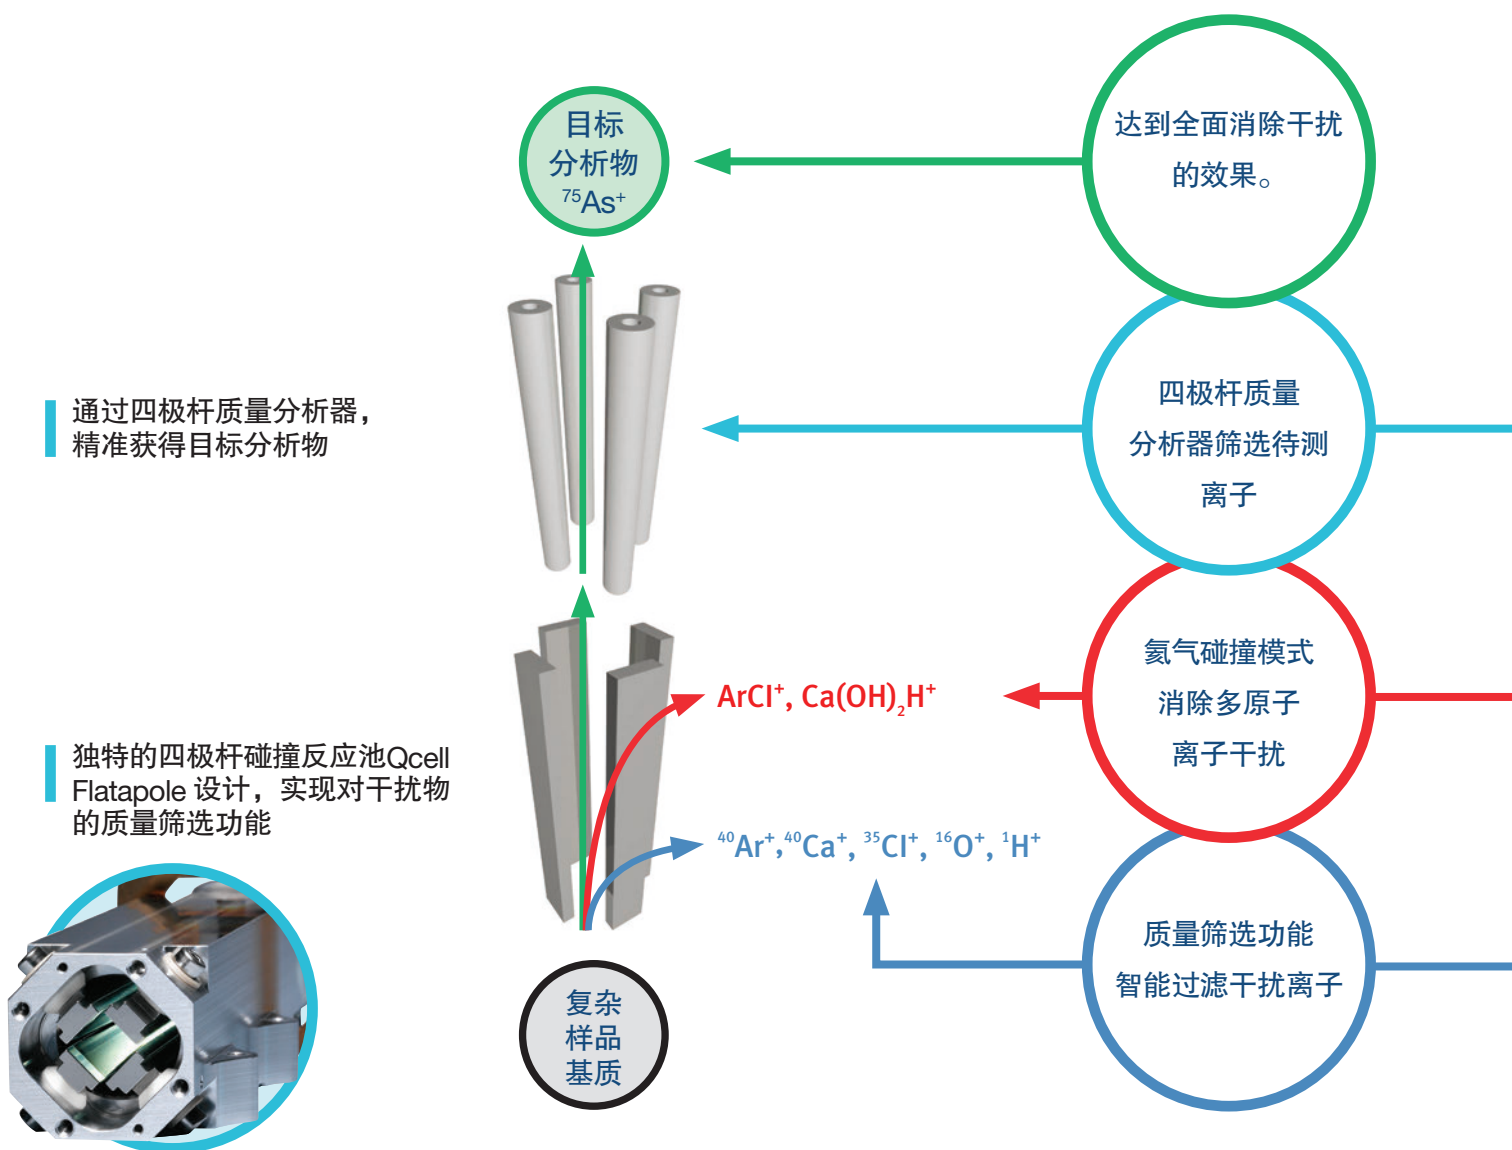 达到全面消除干扰
的效果。
目标
分析物
⁷⁵As⁺
四极杆质量
分析器筛选待测
离子
通过四极杆质量分析器，
精准获得目标分析物
氦气碰撞模式
消除多原子
离子干扰
ArCl⁺, Ca(OH)₂H⁺
独特的四极杆碰撞反应池Qcell
Flatapole 设计，实现对干扰物
的质量筛选功能
⁴⁰Ar⁺,⁴⁰Ca⁺, ³⁵Cl⁺, ¹⁶O⁺, ¹H⁺
质量筛选功能
智能过滤干扰离子
复杂
样品
基质